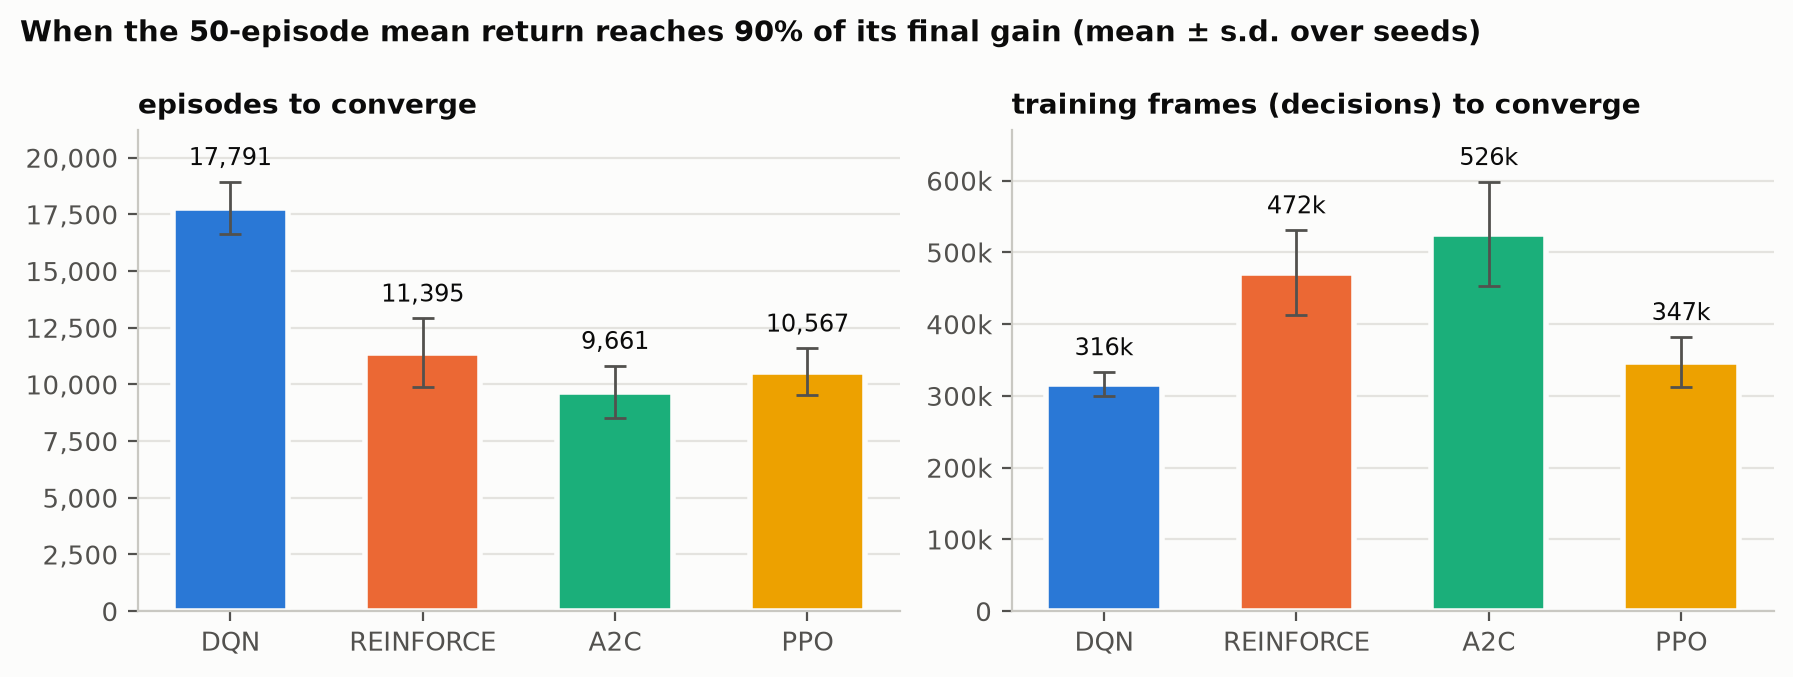 When the 50-episode mean return reaches 90% of its final gain (mean ± s.d. over seeds)
episodes to converge
20,000
17,500
15,000
12,500
10,000
7,500
5,000
2,500
0
17,791
11,395
9,661
10,567
DQN
REINFORCE
A2C
PPO
training frames (decisions) to converge
600k
500k
400k
300k
200k
100k
0
316k
472k
526k
347k
DQN
REINFORCE
A2C
PPO